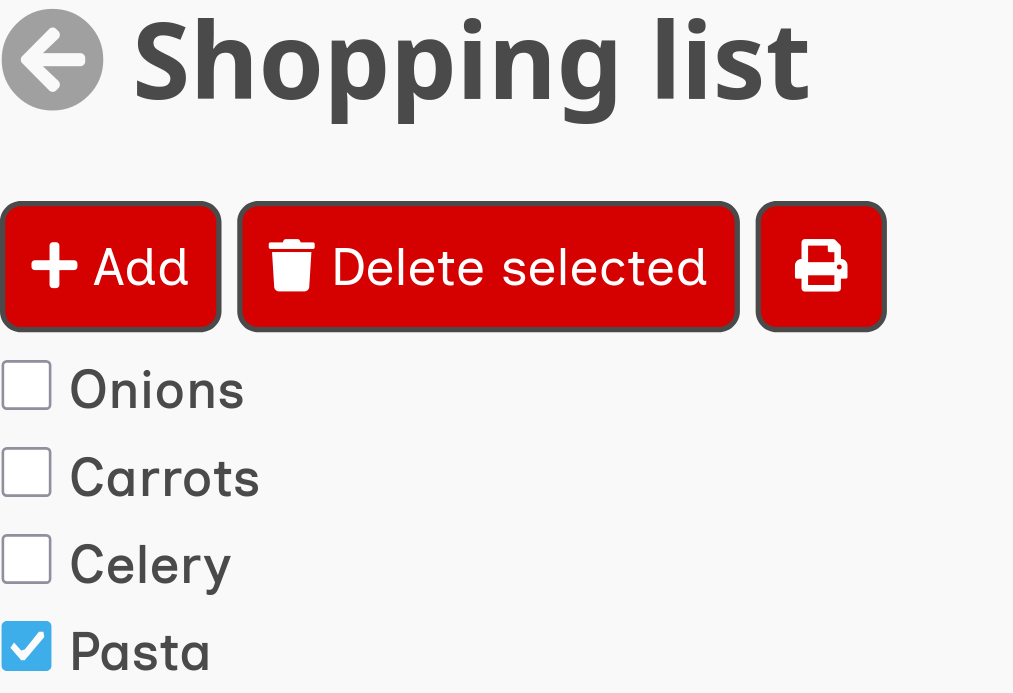 Shopping list
Add
Delete selected
Onions
Carrots
Celery
Pasta